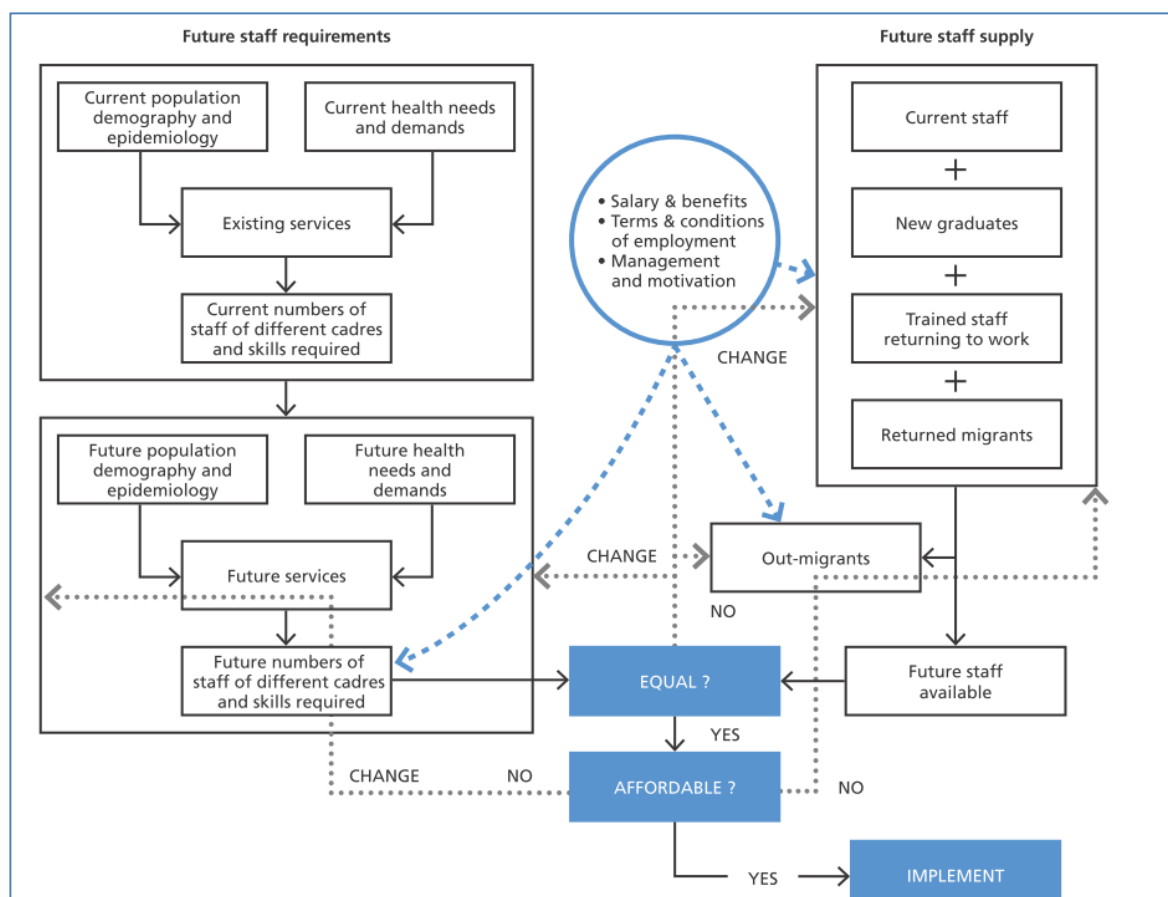 Future staff requirements
Current population
demography and
epidemiology
Current health needs
and demands
Existing services
Current numbers of
staff of different cadres
and skills required
Future population
demography and
epidemiology
Future health
needs and
demands
Future services
Future numbers of
staff of different cadres
and skills required
• Salary & benefits
• Terms & conditions
of employment
• Management
and motivation
CHANGE
CHANGE
NO
Future staff supply
Current staff
+
New graduates
+
Trained staff
returning to work
+
Returned migrants
Out-migrants
Future staff
available
EQUAL ?
YES
CHANGE
NO
AFFORDABLE ?
NO
YES
IMPLEMENT